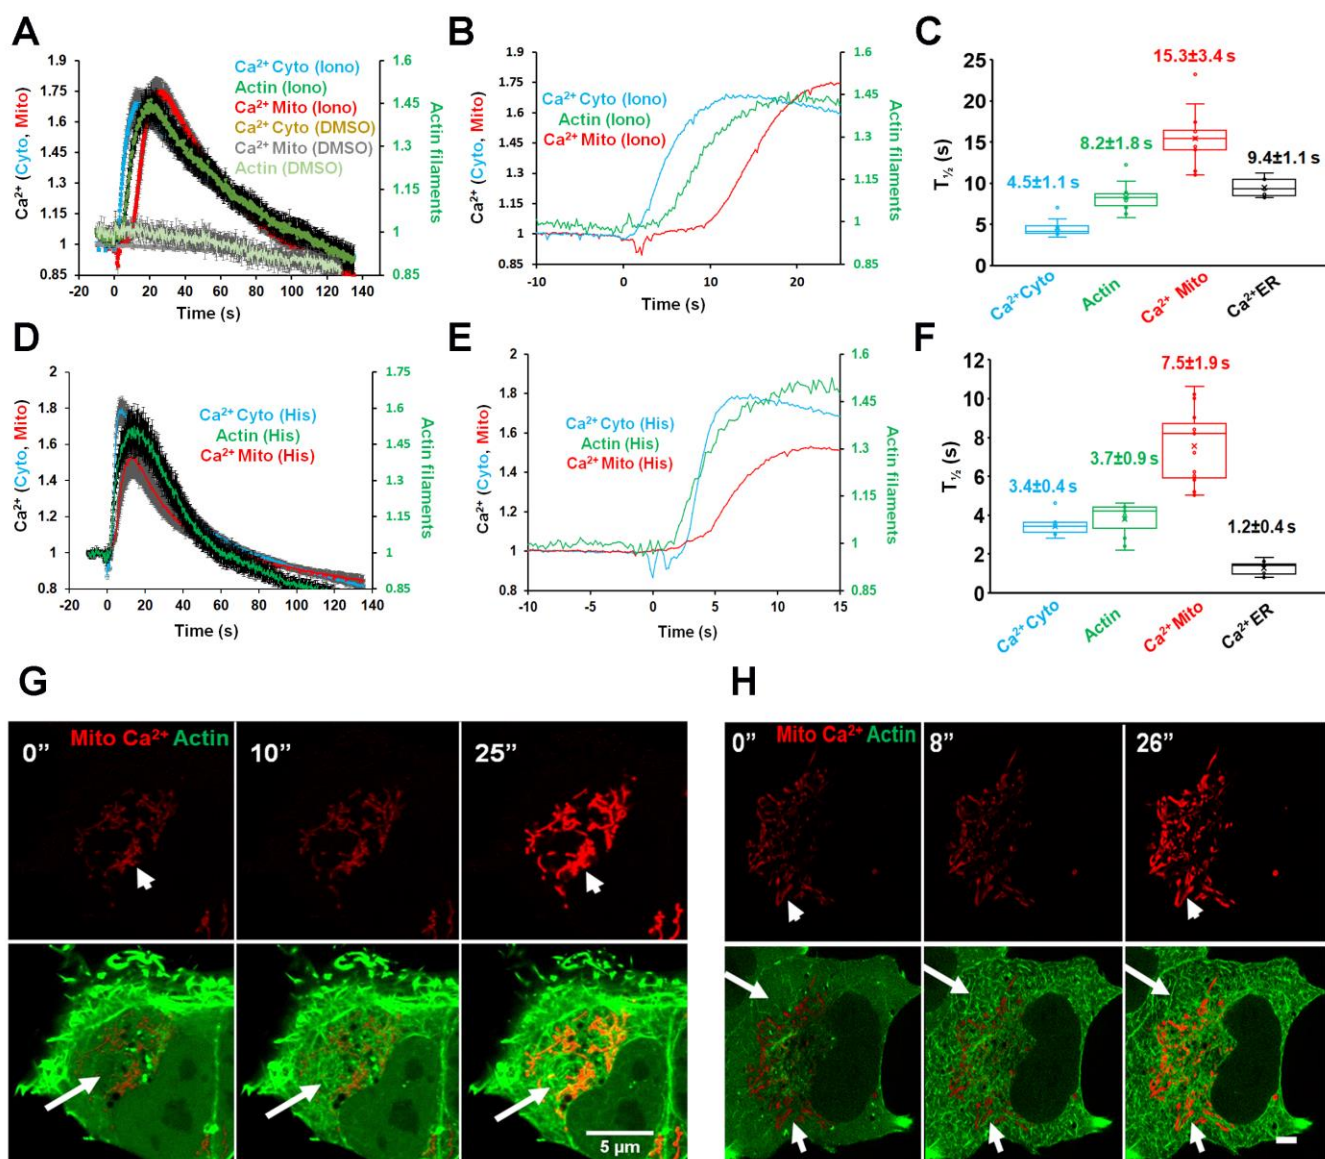 A
Ca²⁺ (Cyto, Mito)
1.9
1.75
1.6
1.45
1.3
1.15
1
0.85
Ca²⁺ Cyto (Iono)
Actin (Iono)
Ca²⁺ Mito (Iono)
Ca²⁺ Cyto (DMSO)
Ca²⁺ Mito (DMSO)
Actin (DMSO)
1.6
1.45
1.3
1.15
1
0.85
Actin filaments
-20 0 20 40 60 80 100 120 140 160
Time (s)
B
Ca²⁺ (Cyto, Mito)
1.9
1.75
1.6
1.45
1.3
1.15
1
0.85
Ca²⁺ Cyto (Iono)
Actin (Iono)
Ca²⁺ Mito (Iono)
1.6
1.45
1.3
1.15
1
0.85
Actin filaments
-10 0 10 20
Time (s)
C
T½ (s)
25
20
15
10
5
0
4.5±1.1 s
8.2±1.8 s
15.3±3.4 s
9.4±1.1 s
Ca²⁺Cyto
Actin
Ca²⁺ Mito
Ca²⁺ER
D
Ca²⁺ (Cyto, Mito)
2
1.8
1.6
1.4
1.2
1
0.8
Ca²⁺ Cyto (His)
Actin (His)
Ca²⁺ Mito (His)
1.75
1.6
1.45
1.3
1.15
1
0.85
Actin filaments
-20 0 20 40 60 80 100 120 140
Time (s)
E
Ca²⁺ (Cyto, Mito)
2
1.8
1.6
1.4
1.2
1
0.8
Ca²⁺ Cyto (His)
Actin (His)
Ca²⁺ Mito (His)
1.6
1.45
1.3
1.15
1
0.85
Actin filaments
-10 -5 0 5 10 15
Time (s)
F
T½ (s)
12
10
8
6
4
2
0
3.4±0.4 s
3.7±0.9 s
7.5±1.9 s
1.2±0.4 s
Ca²⁺ Cyto
Actin
Ca²⁺ Mito
Ca²⁺ ER
G
Mito Ca²⁺ Actin
0”
10”
25”
5 µm
H
Mito Ca²⁺ Actin
0”
8”
26”